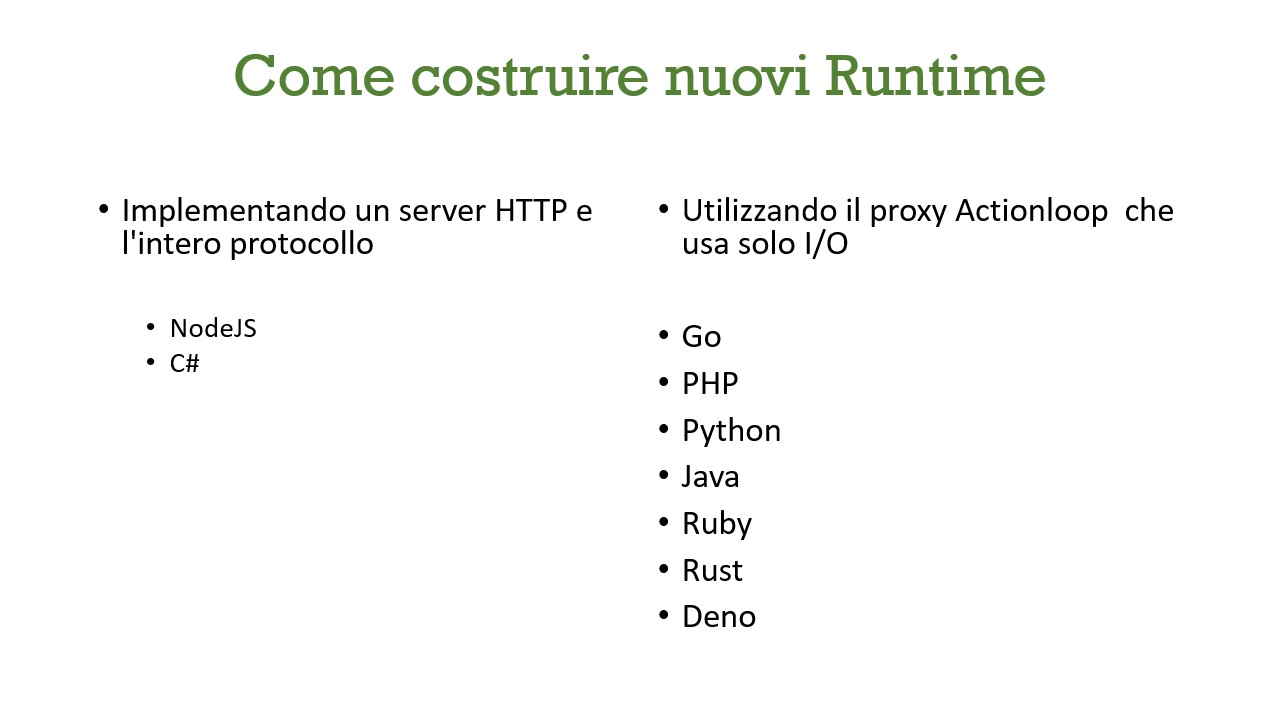 Come costruire nuovi Runtime
• Implementando un server HTTP e
l'intero protocollo
• NodeJS
• C#
• Utilizzando il proxy Actionloop  che
usa solo I/O
• Go
• PHP
• Python
• Java
• Ruby
• Rust
• Deno